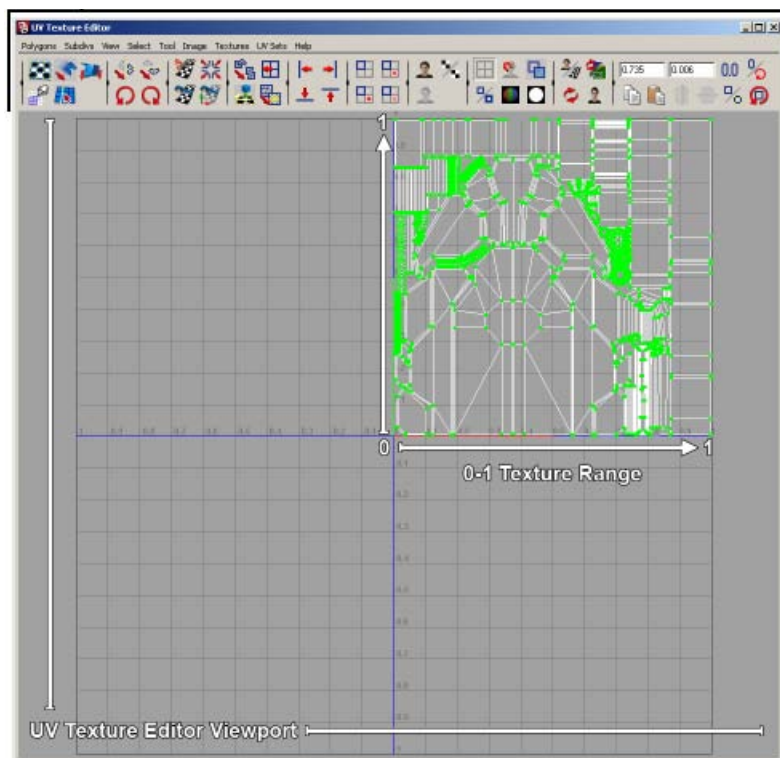 UV Texture Editor
Polygons Subdivs View Select Tool Image Textures UV Sets Help
0.735 0.006 0.0
1
0 1
0-1 Texture Range
UV Texture Editor Viewport